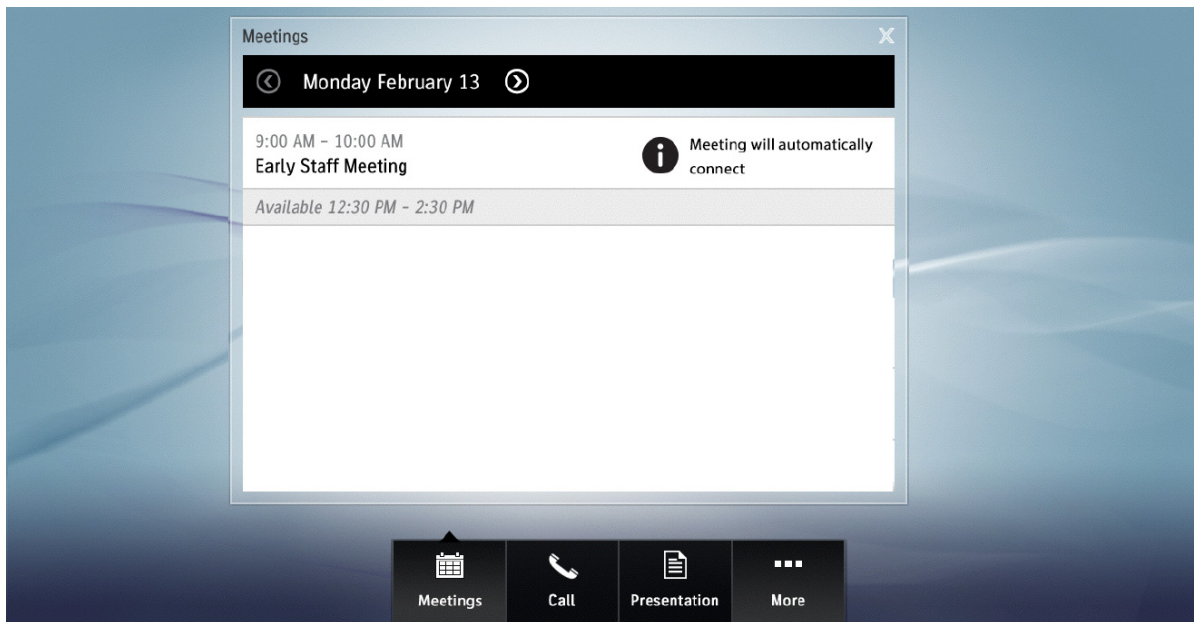 Meetings
Monday February 13
9:00 AM – 10:00 AM
Early Staff Meeting
Meeting will automatically
connect
Available 12:30 PM – 2:30 PM
Meetings
Call
Presentation
More